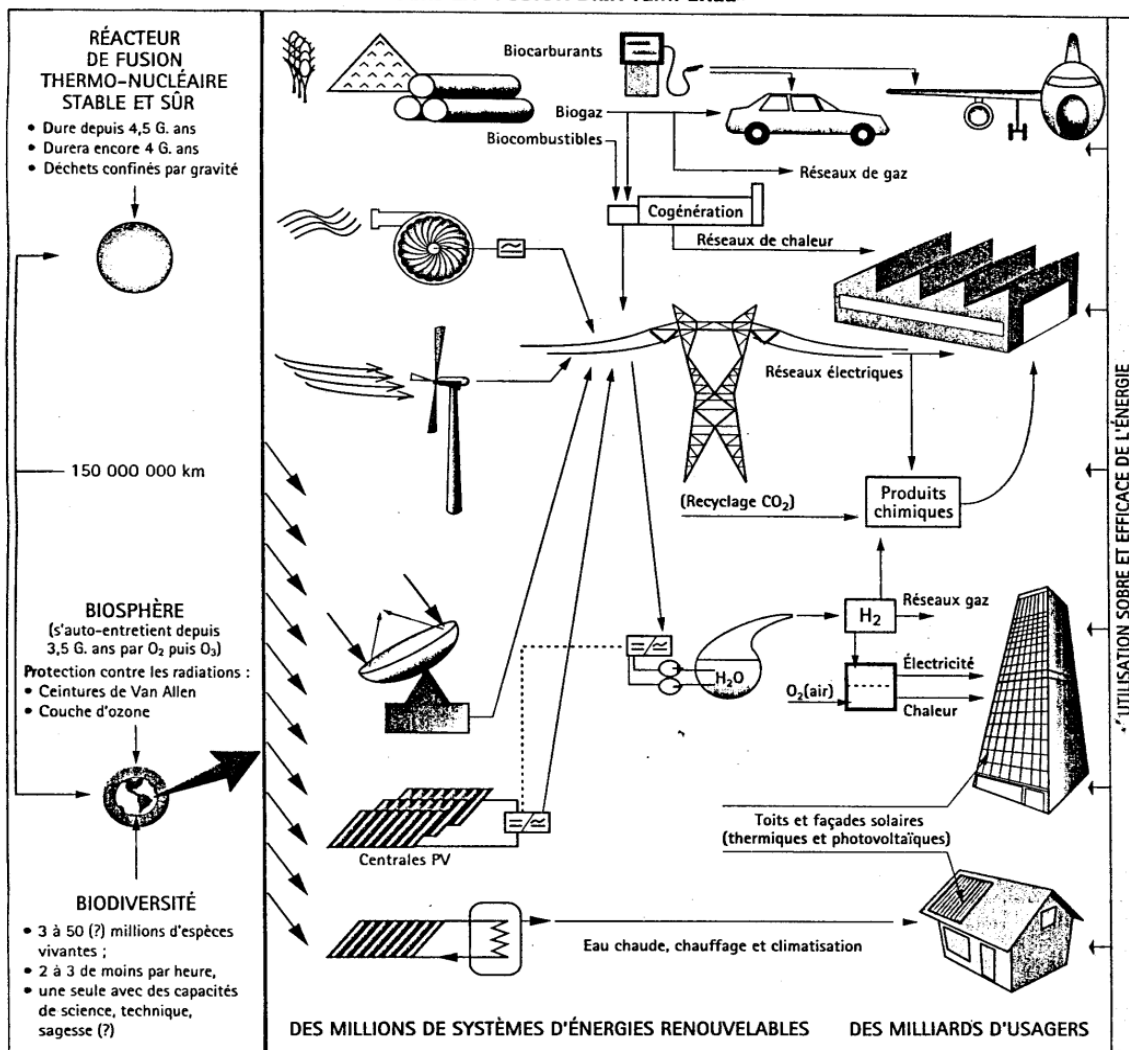 RÉACTEUR
DE FUSION
THERMO-NUCLÉAIRE
STABLE ET SÛR
• Dure depuis 4,5 G. ans
• Durera encore 4 G. ans
• Déchets confinés par gravité
150 000 000 km
BIOSPHÈRE
(s'auto-entretient depuis
3,5 G. ans par O₂ puis O₃)
Protection contre les radiations :
• Ceintures de Van Allen
• Couche d'ozone
BIODIVERSITÉ
• 3 à 50 (?) millions d'espèces
vivantes ;
• 2 à 3 de moins par heure,
• une seule avec des capacités
de science, technique,
sagesse (?)
Biocarburants
Biogaz
Biocombustibles
Réseaux de gaz
Cogénération
Réseaux de chaleur
Réseaux électriques
(Recyclage CO₂)
Produits
chimiques
H₂
Réseaux gaz
H₂O
Électricité
O₂(air)
Chaleur
Toits et façades solaires
(thermiques et photovoltaïques)
Centrales PV
Eau chaude, chauffage et climatisation
DES MILLIONS DE SYSTÈMES D'ÉNERGIES RENOUVELABLES
DES MILLIARDS D'USAGERS
UTILISATION SOBRE ET EFFICACE DE L'ÉNERGIE